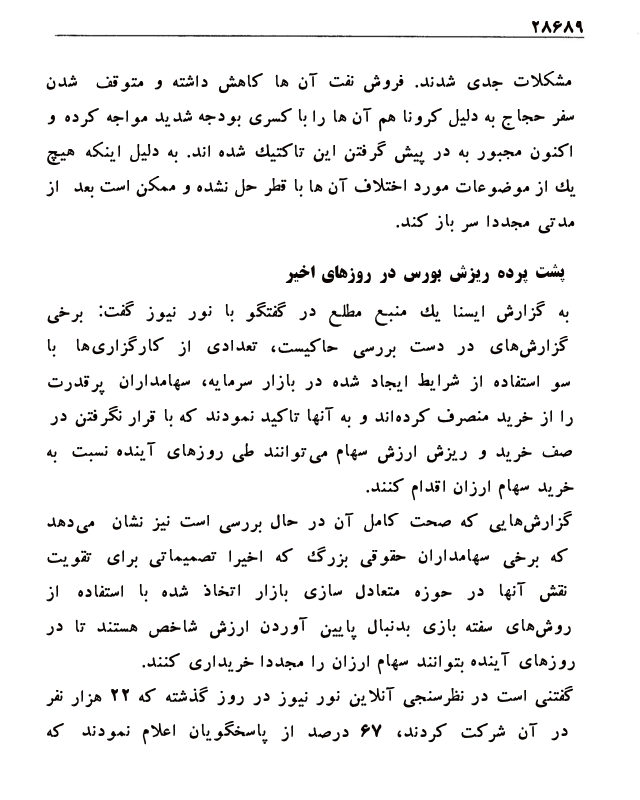 ۲۸۶۸۹
مشکلات جدی شدند. فروش نفت آن ها کاهش داشته و متوقف شدن
سفر حجاج به دلیل کرونا هم آن ها را با کسری بودجه شدید مواجه کرده و
اکنون مجبور به در پیش گرفتن این تاکتیك شده اند. به دلیل اینکه هیچ
یك از موضوعات مورد اختلاف آن ها با قطر حل نشده و ممکن است بعد از
مدتی مجددا سر باز کند.
پشت پرده ریزش بورس در روزهای اخیر
به گزارش ایسنا یك منبع مطلع در گفتگو با نور نیوز گفت: برخی
گزارش‌های در دست بررسی حاکیست، تعدادی از کارگزاری‌ها با
سو استفاده از شرایط ایجاد شده در بازار سرمایه، سهامداران پرقدرت
را از خرید منصرف کرده‌اند و به آنها تاکید نمودند که با قرار نگرفتن در
صف خرید و ریزش ارزش سهام می‌توانند طی روزهای آینده نسبت به
خرید سهام ارزان اقدام کنند.
گزارش‌هایی که صحت کامل آن در حال بررسی است نیز نشان می‌دهد
که برخی سهامداران حقوقی بزرگ که اخیرا تصمیماتی برای تقویت
نقش آنها در حوزه متعادل سازی بازار اتخاذ شده با استفاده از
روش‌های سفته بازی بدنبال پایین آوردن ارزش شاخص هستند تا در
روزهای آینده بتوانند سهام ارزان را مجددا خریداری کنند.
گفتنی است در نظرسنجی آنلاین نور نیوز در روز گذشته که ۲۲ هزار نفر
در آن شرکت کردند، ۶۷ درصد از پاسخگویان اعلام نمودند که